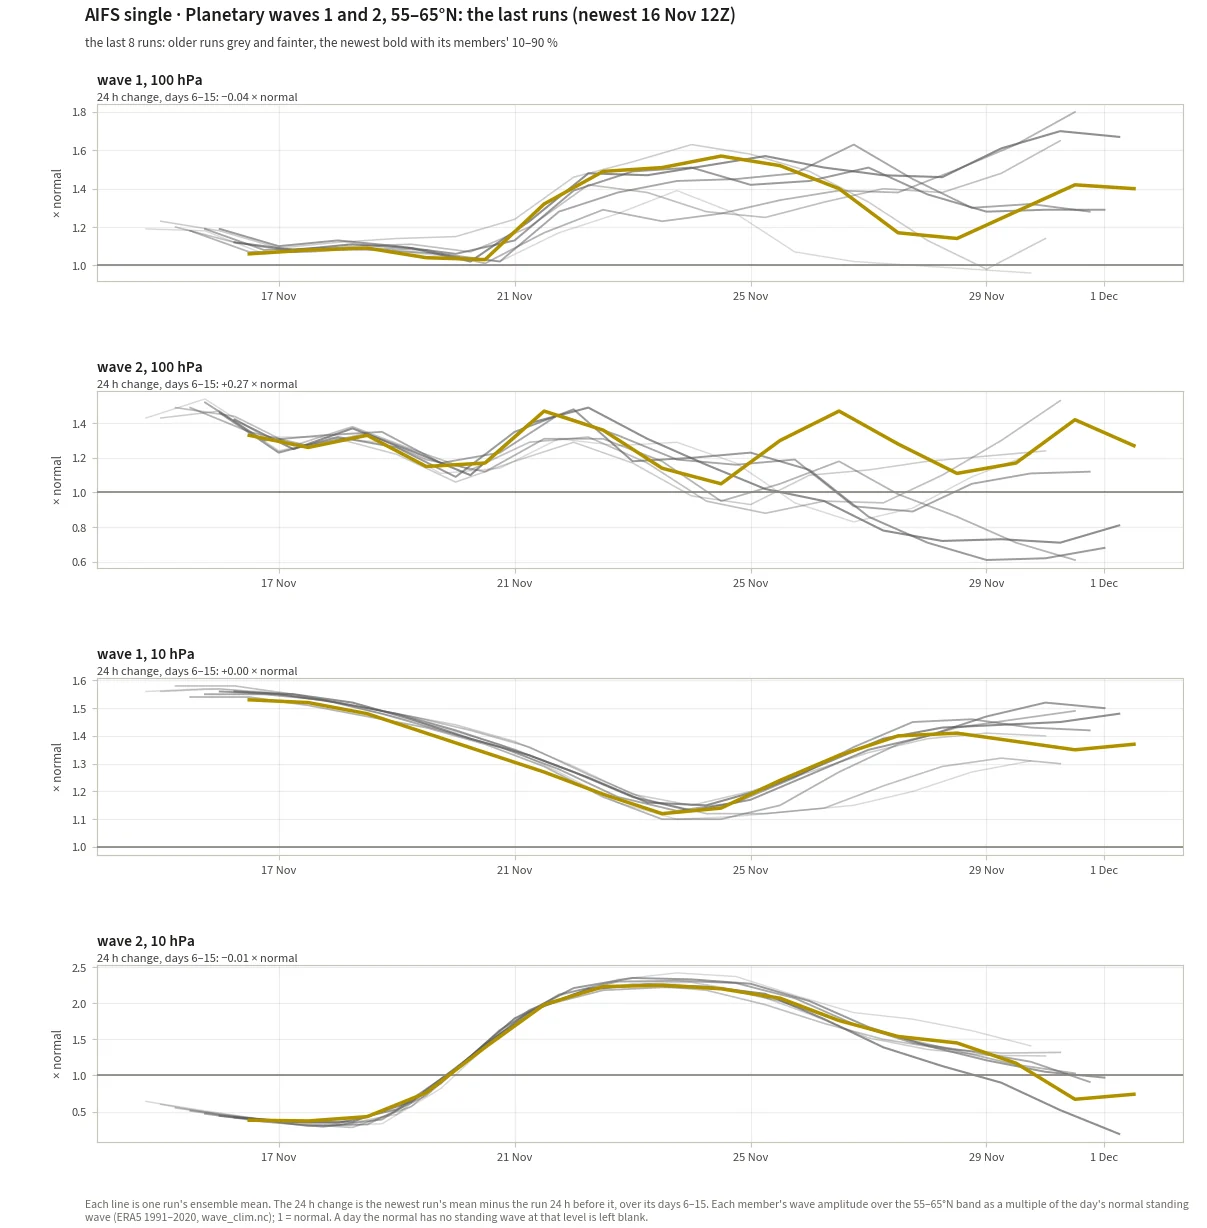 AIFS single · Planetary waves 1 and 2, 55–65°N: the last runs (newest 16 Nov 12Z)
the last 8 runs: older runs grey and fainter, the newest bold with its members' 10–90 %
wave 1, 100 hPa
24 h change, days 6–15: −0.04 × normal
1.8
1.6
1.4
1.2
1.0
× normal
17 Nov
21 Nov
25 Nov
29 Nov
1 Dec
wave 2, 100 hPa
24 h change, days 6–15: +0.27 × normal
1.4
1.2
1.0
0.8
0.6
× normal
17 Nov
21 Nov
25 Nov
29 Nov
1 Dec
wave 1, 10 hPa
24 h change, days 6–15: +0.00 × normal
1.6
1.5
1.4
1.3
1.2
1.1
1.0
× normal
17 Nov
21 Nov
25 Nov
29 Nov
1 Dec
wave 2, 10 hPa
24 h change, days 6–15: −0.01 × normal
2.5
2.0
1.5
1.0
0.5
× normal
17 Nov
21 Nov
25 Nov
29 Nov
1 Dec
Each line is one run's ensemble mean. The 24 h change is the newest run's mean minus the run 24 h before it, over its days 6–15. Each member's wave amplitude over the 55–65°N band as a multiple of the day's normal standing
wave (ERA5 1991–2020, wave_clim.nc); 1 = normal. A day the normal has no standing wave at that level is left blank.